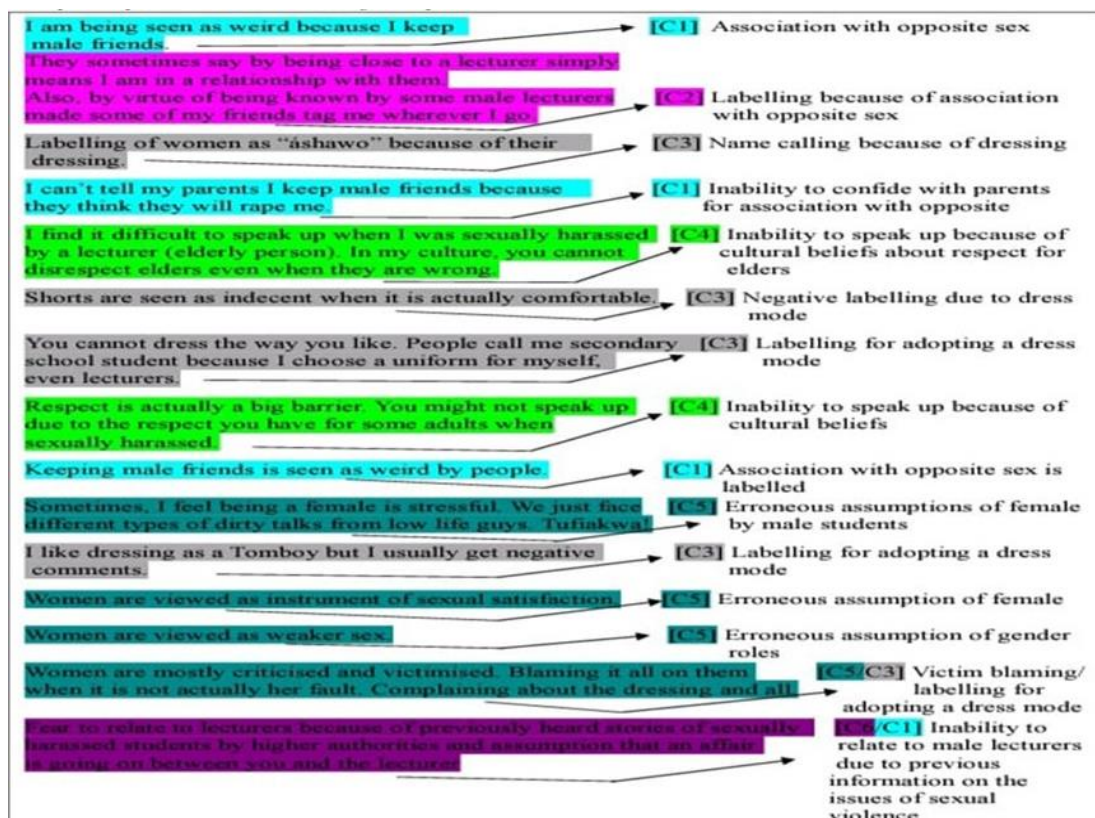 I am being seen as weird because I keep
male friends.
[C1] Association with opposite sex
They sometimes say by being close to a lecturer simply
means I am in a relationship with them.
Also, by virtue of being known by some male lecturers
made some of my friends tag me wherever I go.
[C2] Labelling because of association
with opposite sex
Labelling of women as “áshawo” because of their
dressing.
[C3] Name calling because of dressing
I can’t tell my parents I keep male friends because
they think they will rape me.
[C1] Inability to confide with parents
for association with opposite
I find it difficult to speak up when I was sexually harassed
by a lecturer (elderly person). In my culture, you cannot
disrespect elders even when they are wrong.
[C4] Inability to speak up because of
cultural beliefs about respect for
elders
Shorts are seen as indecent when it is actually comfortable.
[C3] Negative labelling due to dress
mode
You cannot dress the way you like. People call me secondary
school student because I choose a uniform for myself,
even lecturers.
[C3] Labelling for adopting a dress
mode
Respect is actually a big barrier. You might not speak up
due to the respect you have for some adults when
sexually harassed.
[C4] Inability to speak up because of
cultural beliefs
Keeping male friends is seen as weird by people.
[C1] Association with opposite sex is
labelled
Sometimes, I feel being a female is stressful. We just face
different types of dirty talks from low life guys. Tufiakwa!
[C5] Erroneous assumptions of female
by male students
I like dressing as a Tomboy but I usually get negative
comments.
[C3] Labelling for adopting a dress
mode
Women are viewed as instrument of sexual satisfaction.
[C5] Erroneous assumption of female
Women are viewed as weaker sex.
[C5] Erroneous assumption of gender
roles
Women are mostly criticised and victimised. Blaming it all on them
when it is not actually her fault. Complaining about the dressing and all.
[C5/C3] Victim blaming/
labelling for
adopting a dress mode
Fear to relate to lecturers because of previously heard stories of sexually
harassed students by higher authorities and assumption that an affair
is going on between you and the lecturer
[C6/C1] Inability to
relate to male lecturers
due to previous
information on the
issues of sexual
violence